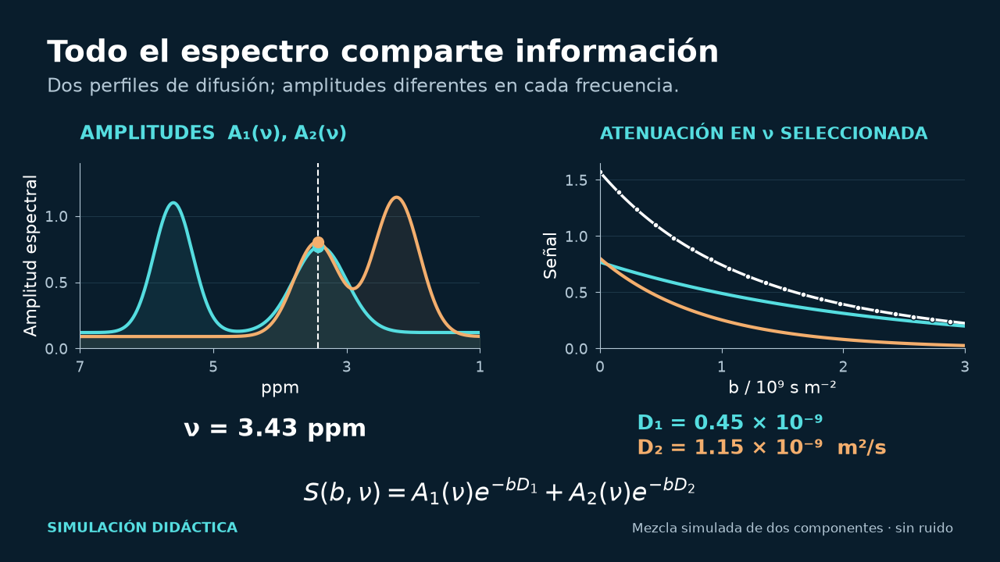 Todo el espectro comparte información
Dos perfiles de difusión; amplitudes diferentes en cada frecuencia.
AMPLITUDES A₁(ν), A₂(ν)
Amplitud espectral
1.0
0.5
0.0
7 5 3 1
ppm
ν = 3.43 ppm
ATENUACIÓN EN ν SELECCIONADA
Señal
1.5
1.0
0.5
0.0
0 1 2 3
b / 10⁹ s m⁻²
D₁ = 0.45 × 10⁻⁹
D₂ = 1.15 × 10⁻⁹ m²/s
S(b, ν) = A₁(ν)e^{−bD₁} + A₂(ν)e^{−bD₂}
SIMULACIÓN DIDÁCTICA
Mezcla simulada de dos componentes · sin ruido